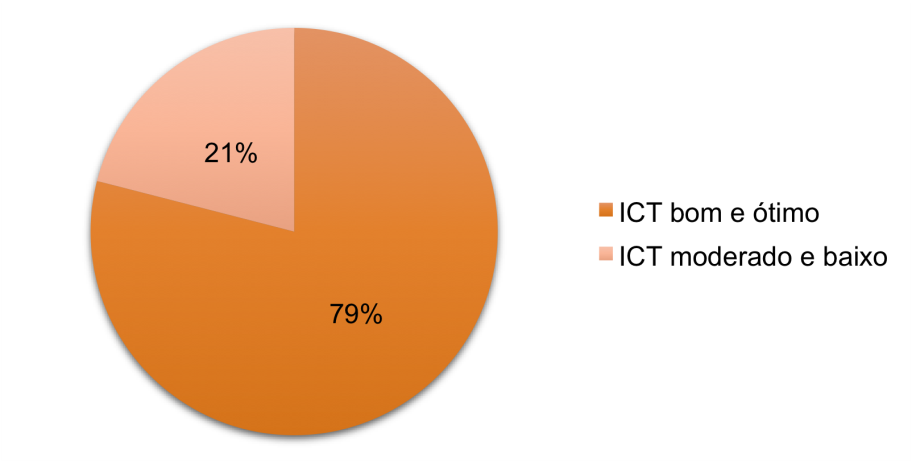 21%
79%
ICT bom e ótimo
ICT moderado e baixo